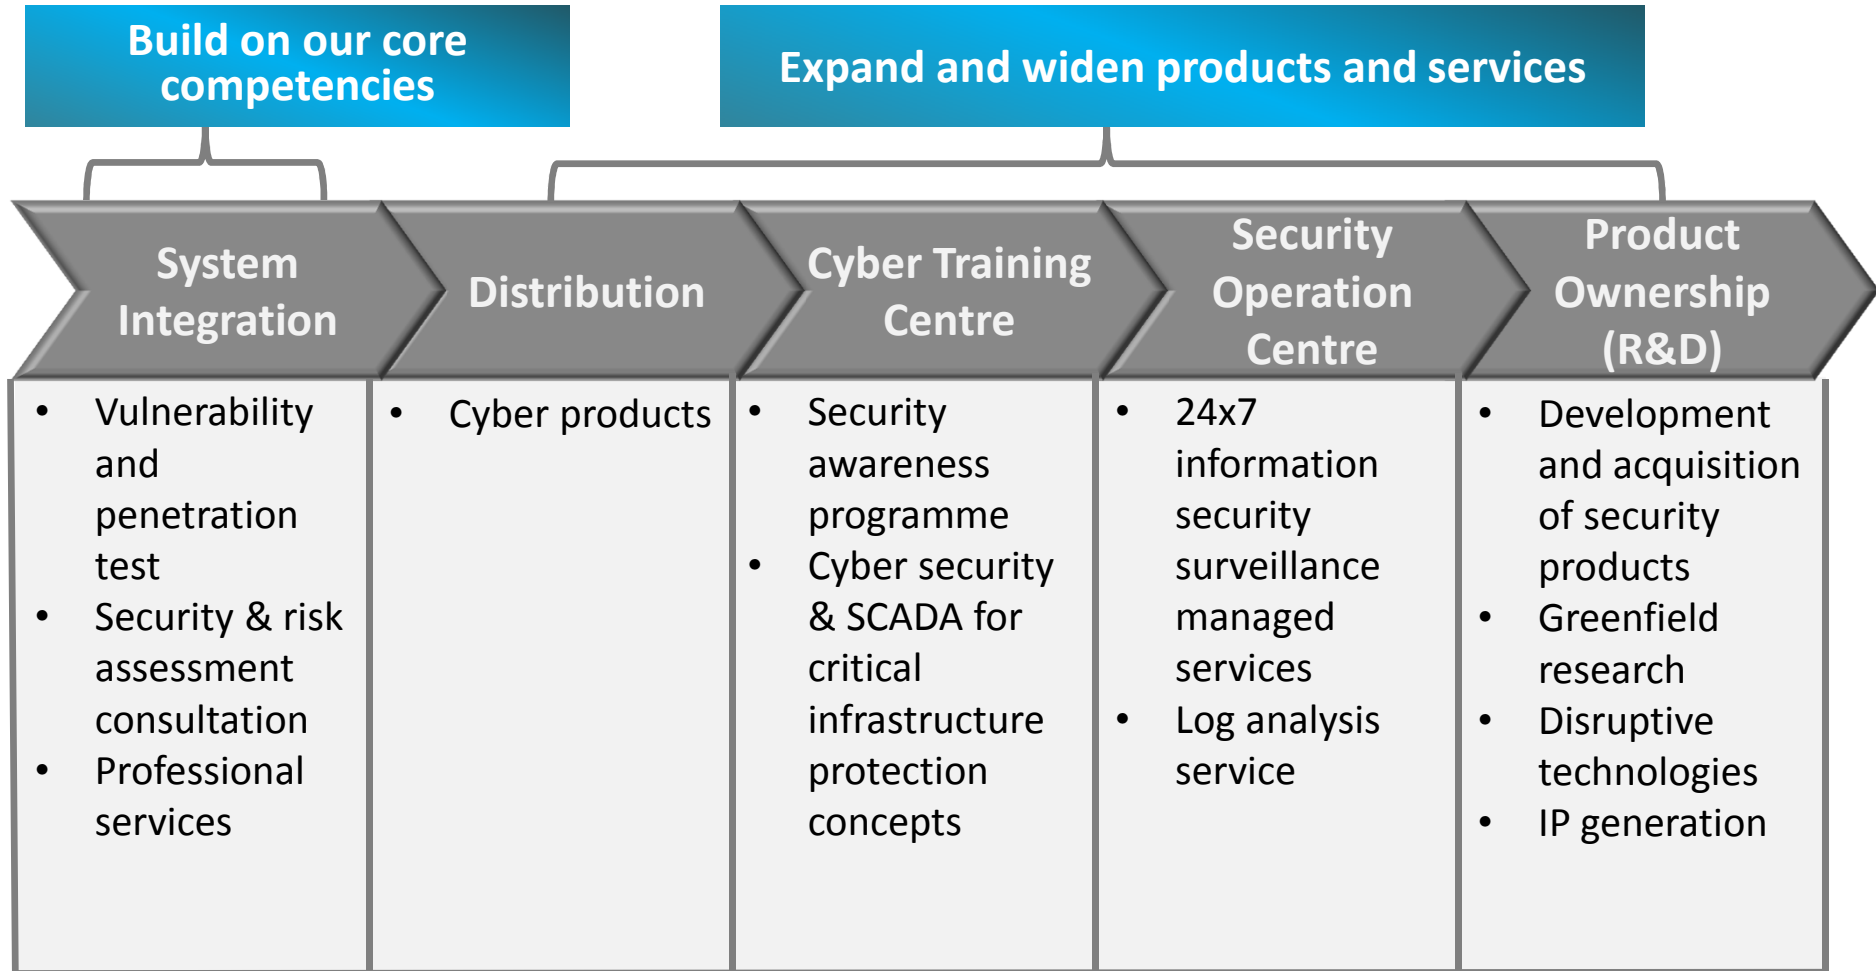 Build on our core
competencies
Expand and widen products and services
System
Integration
Distribution
Cyber Training
Centre
Security
Operation
Centre
Product
Ownership
(R&D)
• Vulnerability
and
penetration
test
• Security & risk
assessment
consultation
• Professional
services
• Cyber products
• Security
awareness
programme
• Cyber security
& SCADA for
critical
infrastructure
protection
concepts
• 24x7
information
security
surveillance
managed
services
• Log analysis
service
• Development
and acquisition
of security
products
• Greenfield
research
• Disruptive
technologies
• IP generation